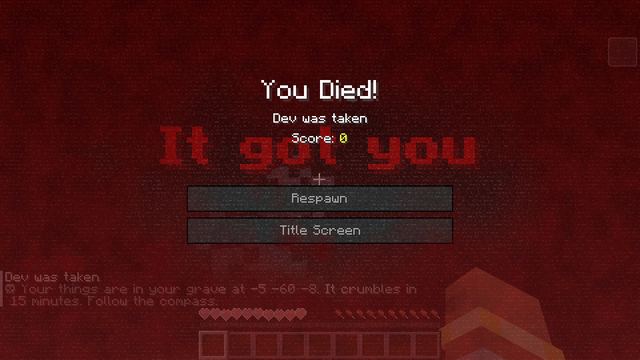 You Died!
Dev was taken
Score: 0
It got you
Respawn
Title Screen
Dev was taken
☠ Your things are in your grave at -5 -60 -8. It crumbles in
15 minutes. Follow the compass.